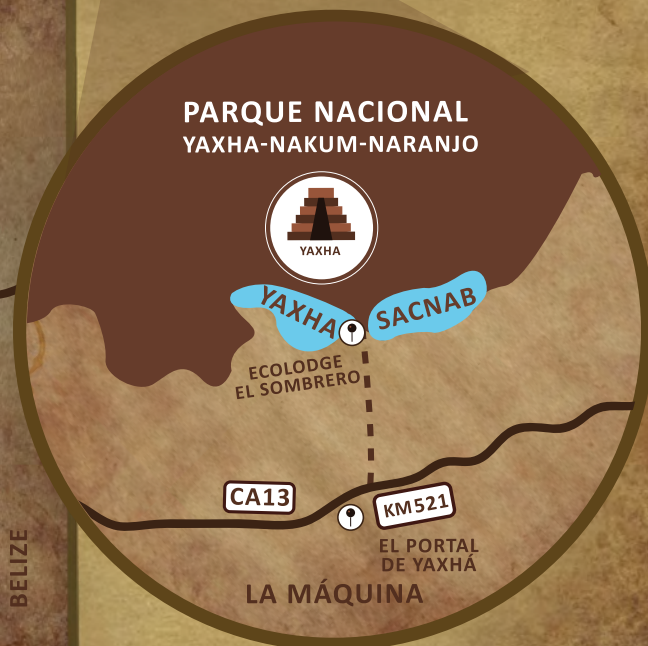 PARQUE NACIONAL
YAXHA-NAKUM-NARANJO
YAXHA
YAXHA
SACNAB
ECOLODGE
EL SOMBRERO
CA13
KM521
EL PORTAL
DE YAXHÁ
LA MÁQUINA
BELIZE